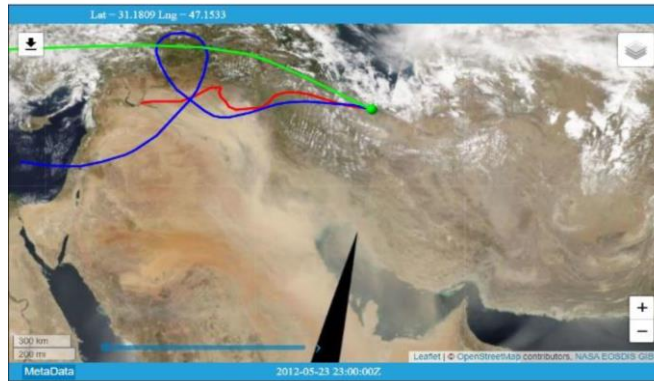 Lat = 31.1809 Lng = 47.1533
+
−
300 km
200 mi
Leaflet | © OpenStreetMap contributors, NASA EOSDIS GIB
MetaData
2012-05-23 23:00:00Z